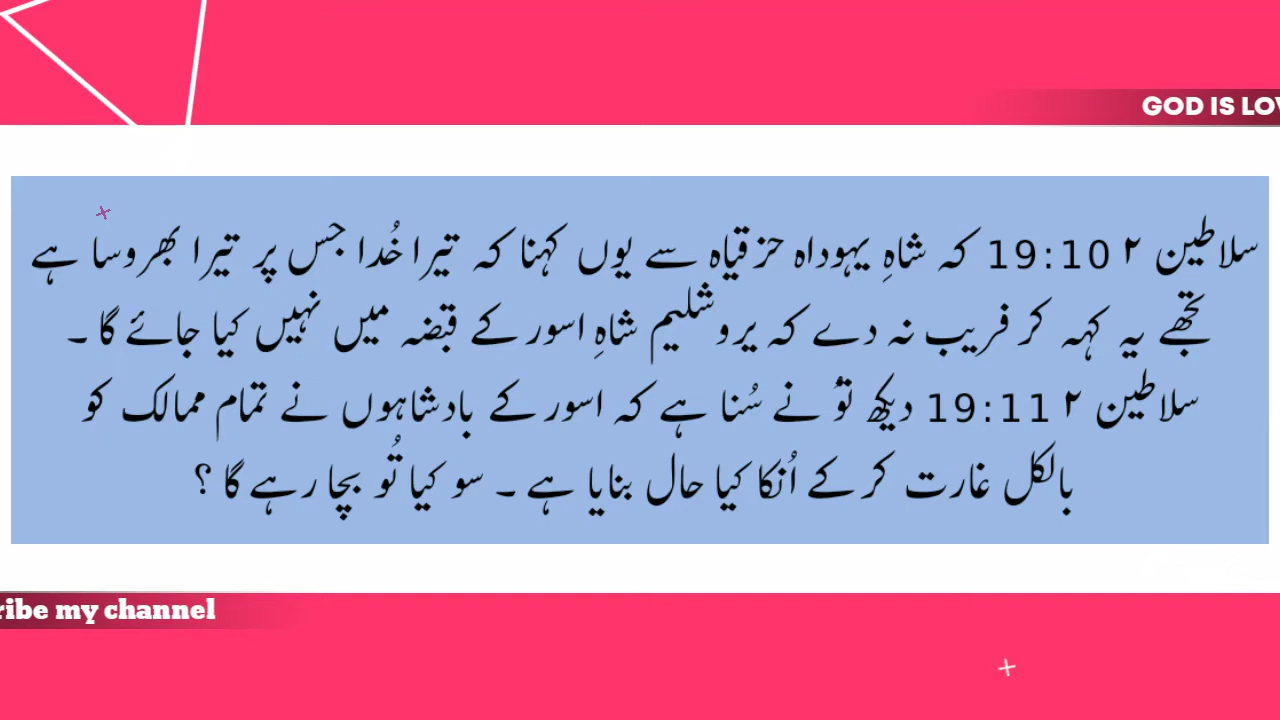 GOD IS LOV
سلاطین ۲ 19:10 کہ شاہِ یہوداہ حزقیاہ سے یوں کہنا کہ تیرا خُدا جس پر تیرا بھروسا ہے
تجھے یہ کہہ کر فریب نہ دے کہ یروشلیم شاہِ اسور کے قبضہ میں نہیں کیا جائے گا ۔
سلاطین ۲ 19:11 دیکھ توُ نے سُنا ہے کہ اسور کے بادشاہوں نے تمام ممالک کو
بالکل غارت کرکے اُنکا کیا حال بنایا ہے ۔ سو کیا تُو بچا رہے گا ؟
ribe my channel